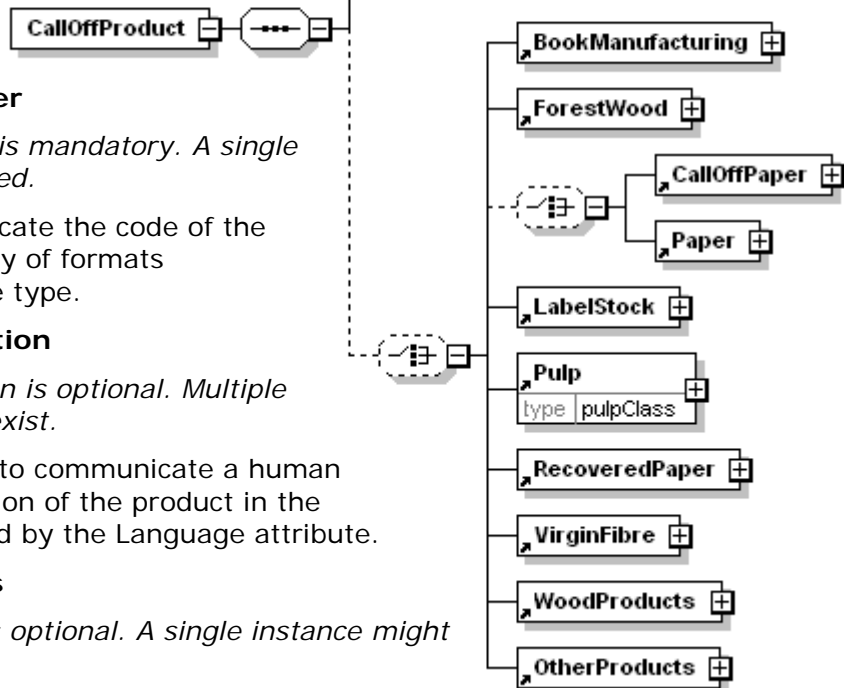 CallOffProduct
er
is mandatory. A single
ed.
cate the code of the
y of formats
e type.
tion
n is optional. Multiple
exist.
to communicate a human
on of the product in the
d by the Language attribute.
s
s optional. A single instance might
BookManufacturing
ForestWood
CallOffPaper
Paper
LabelStock
Pulp
type pulpClass
RecoveredPaper
VirginFibre
WoodProducts
OtherProducts